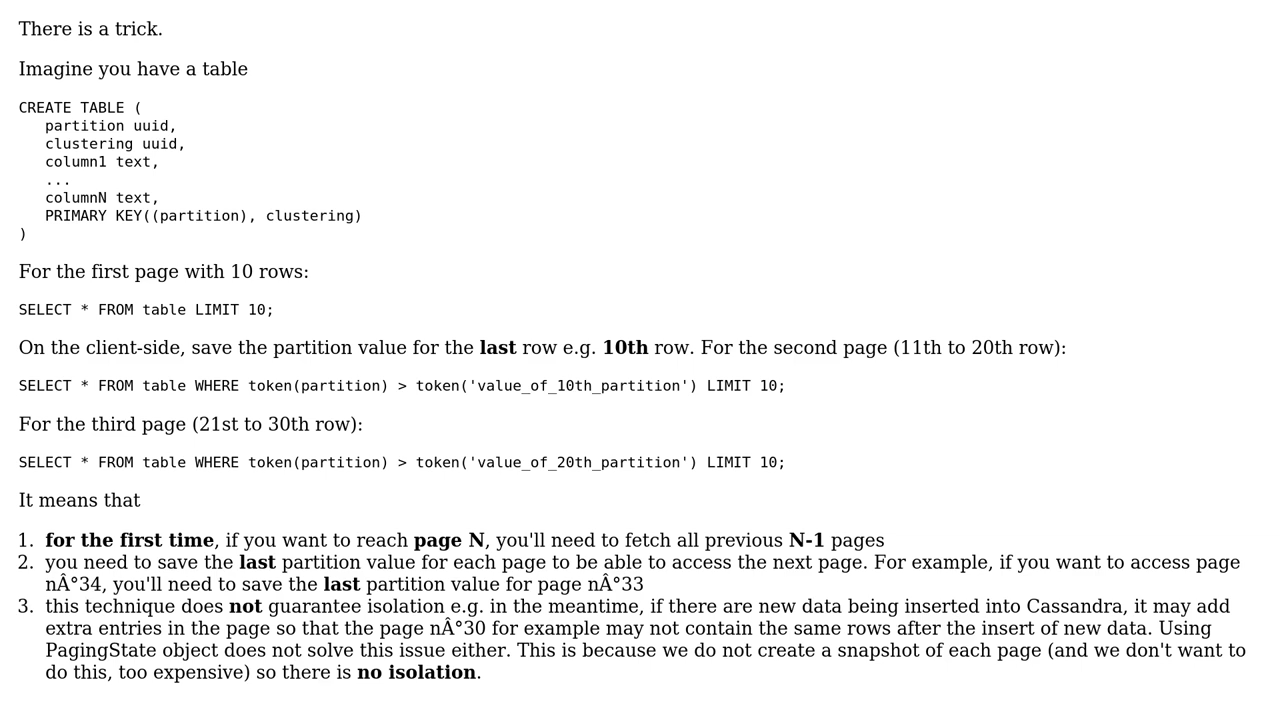 There is a trick.
Imagine you have a table
CREATE TABLE (
   partition uuid,
   clustering uuid,
   column1 text,
   ...
   columnN text,
   PRIMARY KEY((partition), clustering)
)
For the first page with 10 rows:
SELECT * FROM table LIMIT 10;
On the client-side, save the partition value for the last row e.g. 10th row. For the second page (11th to 20th row):
SELECT * FROM table WHERE token(partition) > token('value_of_10th_partition') LIMIT 10;
For the third page (21st to 30th row):
SELECT * FROM table WHERE token(partition) > token('value_of_20th_partition') LIMIT 10;
It means that
1. for the first time, if you want to reach page N, you'll need to fetch all previous N-1 pages
2. you need to save the last partition value for each page to be able to access the next page. For example, if you want to access page
nÂ°34, you'll need to save the last partition value for page nÂ°33
3. this technique does not guarantee isolation e.g. in the meantime, if there are new data being inserted into Cassandra, it may add
extra entries in the page so that the page nÂ°30 for example may not contain the same rows after the insert of new data. Using
PagingState object does not solve this issue either. This is because we do not create a snapshot of each page (and we don't want to
do this, too expensive) so there is no isolation.